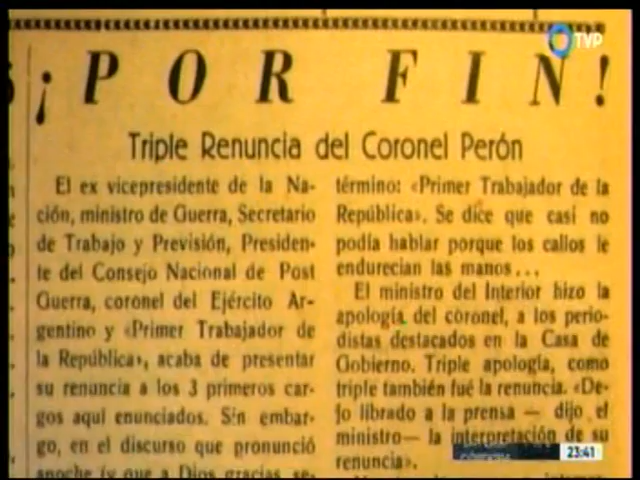 TVP
¡POR FIN!
Triple Renuncia del Coronel Perón
El ex vicepresidente de la Na-
ción, ministro de Guerra, Secretario
de Trabajo y Previsión, Presiden-
te del Consejo Nacional de Post
Guerra, coronel del Ejército Ar-
gentino y «Primer Trabajador de
la República», acaba de presentar
su renuncia a los 3 primeros car-
gos aquí enunciados. Sin embar-
go, en el discurso que pronunció
anoche (y que a Dios gracias se-
término: «Primer Trabajador de la
República». Se dice que casi no
podía hablar porque los callos le
endurecian las manos...
El ministro del Interior hizo la
apología del coronel, a los perio-
distas destacados en la Casa de
Gobierno. Triple apología, como
triple también fué la renuncia. «De-
jo librado a la prensa — dijo el
ministro— la interpretación de su
renuncia».
23:41